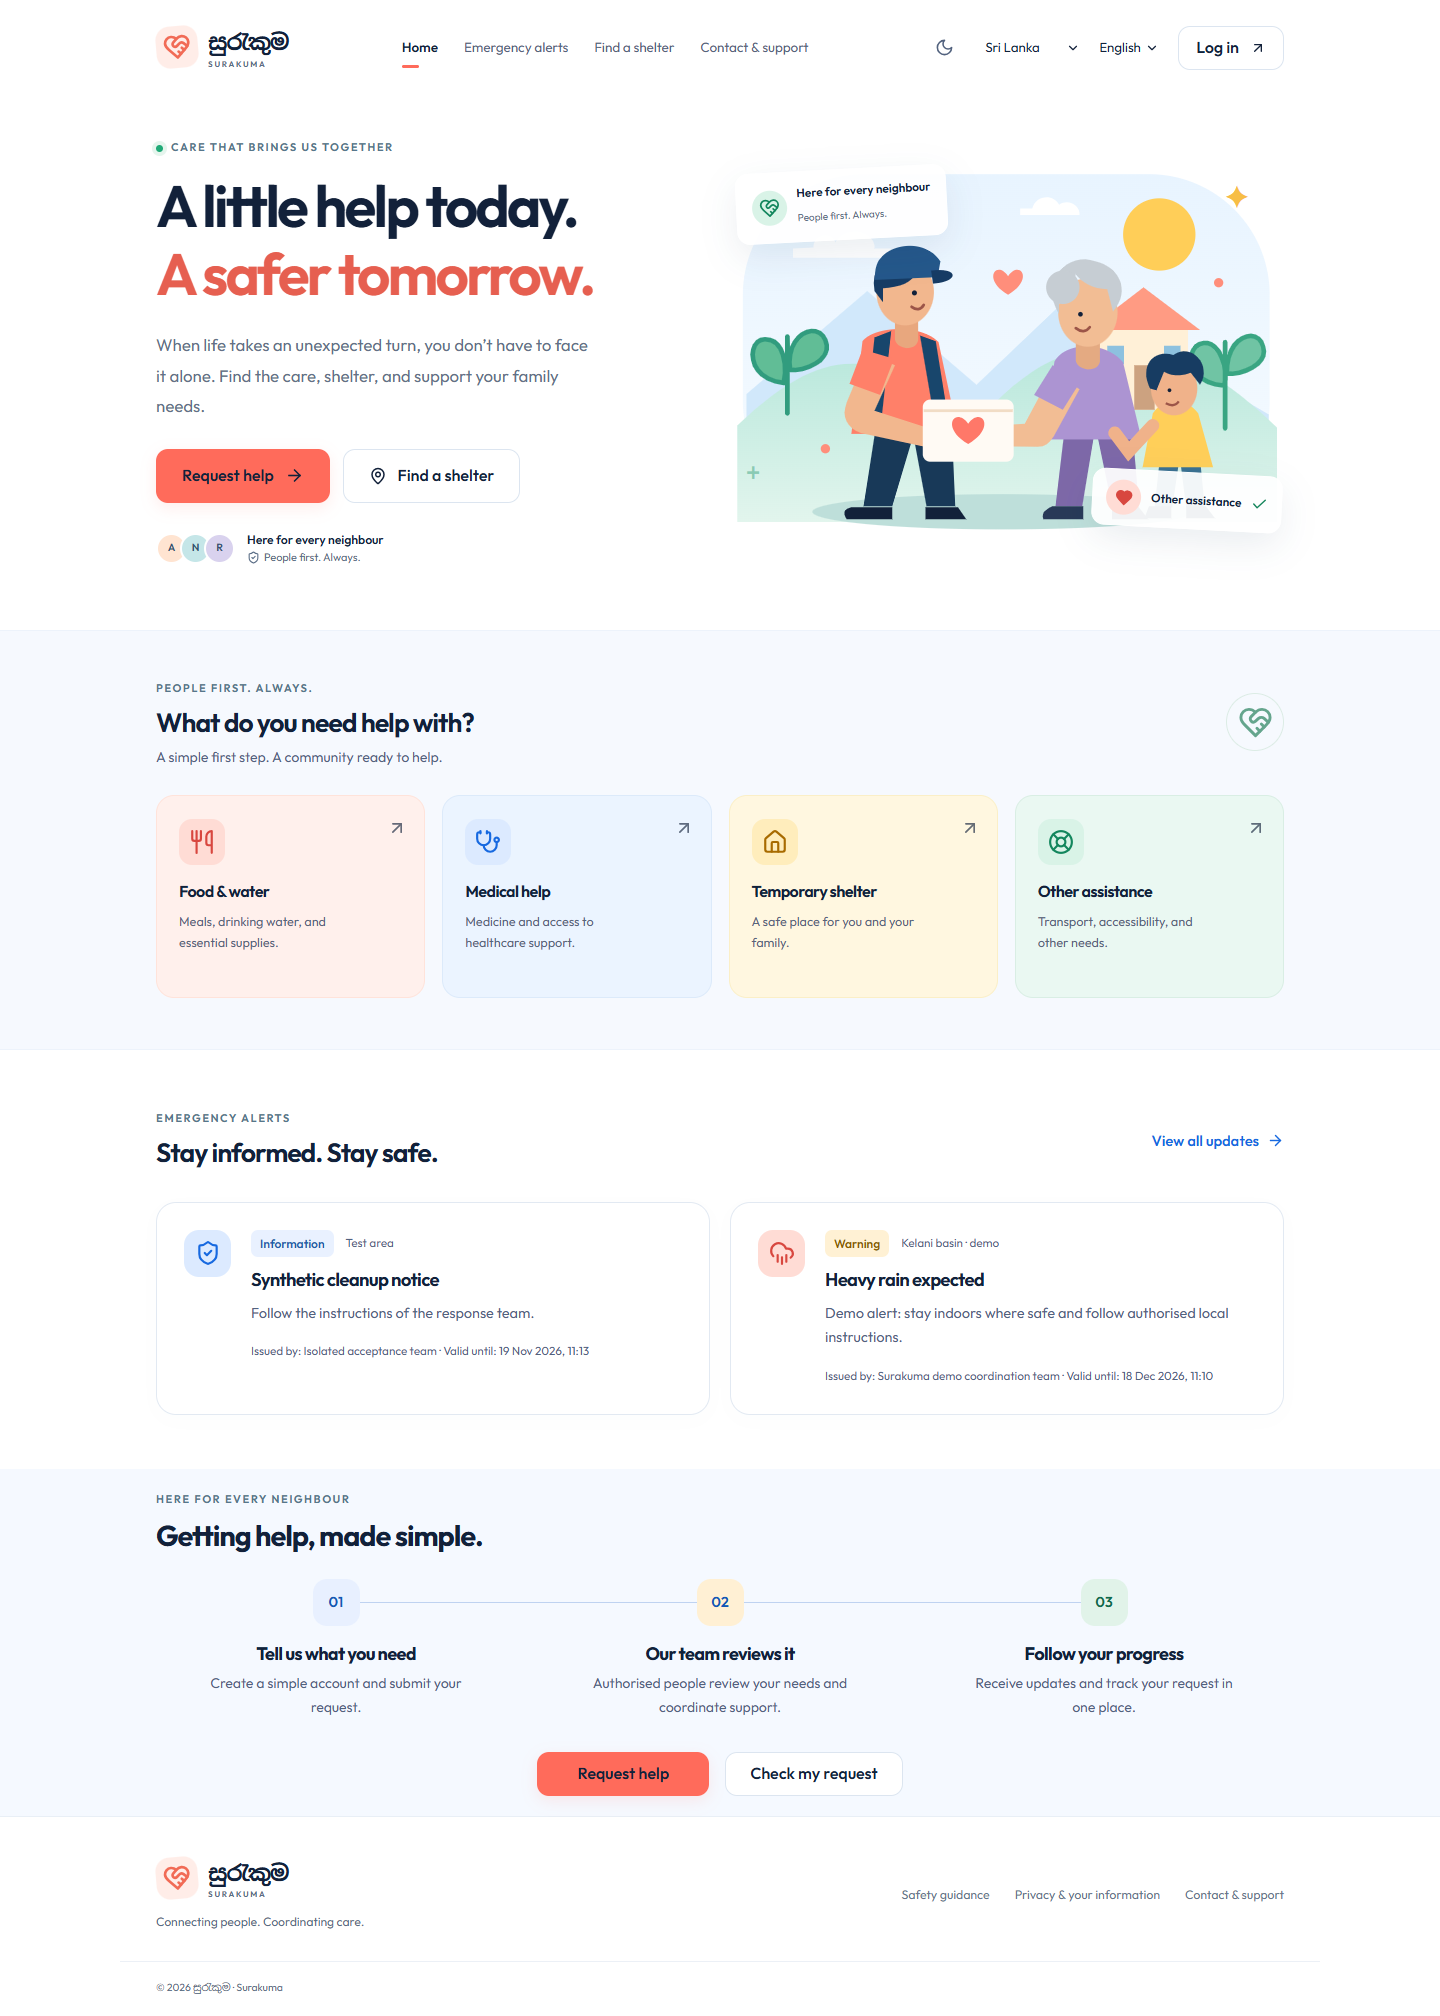 සුරැකුම
SURAKUMA
Home
Emergency alerts
Find a shelter
Contact & support
Sri Lanka
English
Log in
CARE THAT BRINGS US TOGETHER
A little help today.
A safer tomorrow.
When life takes an unexpected turn, you don’t have to face
it alone. Find the care, shelter, and support your family
needs.
Request help
Find a shelter
A N R
Here for every neighbour
People first. Always.
Here for every neighbour
People first. Always.
Other assistance
PEOPLE FIRST. ALWAYS.
What do you need help with?
A simple first step. A community ready to help.
Food & water
Meals, drinking water, and
essential supplies.
Medical help
Medicine and access to
healthcare support.
Temporary shelter
A safe place for you and your
family.
Other assistance
Transport, accessibility, and
other needs.
EMERGENCY ALERTS
Stay informed. Stay safe.
View all updates
Information
Test area
Synthetic cleanup notice
Follow the instructions of the response team.
Issued by: Isolated acceptance team · Valid until: 19 Nov 2026, 11:13
Warning
Kelani basin · demo
Heavy rain expected
Demo alert: stay indoors where safe and follow authorised local
instructions.
Issued by: Surakuma demo coordination team · Valid until: 18 Dec 2026, 11:10
HERE FOR EVERY NEIGHBOUR
Getting help, made simple.
01
Tell us what you need
Create a simple account and submit your
request.
02
Our team reviews it
Authorised people review your needs and
coordinate support.
03
Follow your progress
Receive updates and track your request in
one place.
Request help
Check my request
සුරැකුම
SURAKUMA
Connecting people. Coordinating care.
Safety guidance
Privacy & your information
Contact & support
© 2026 සුරැකුම · Surakuma